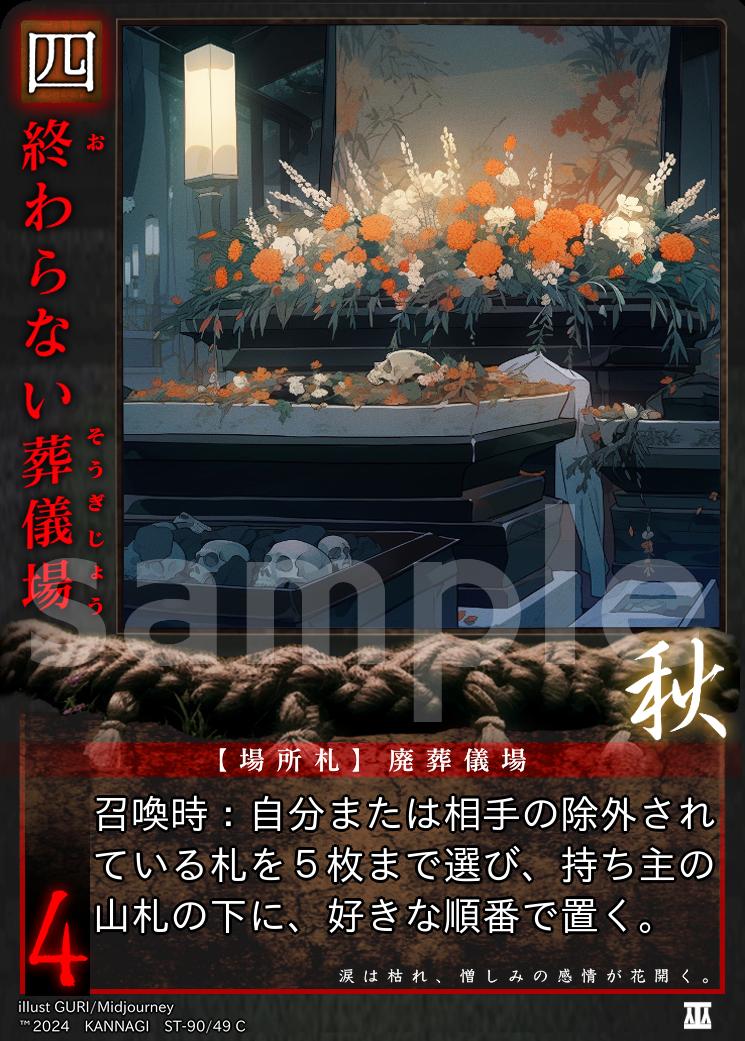 四
終わらない葬儀場
お
そうぎじょう
sample
秋
【場所札】廃葬儀場
召喚時：自分または相手の除外され
ている札を５枚まで選び、持ち主の
山札の下に、好きな順番で置く。
4
涙は枯れ、憎しみの感情が花開く。
illust GURI/Midjourney
™2024 KANNAGI ST-90/49 C